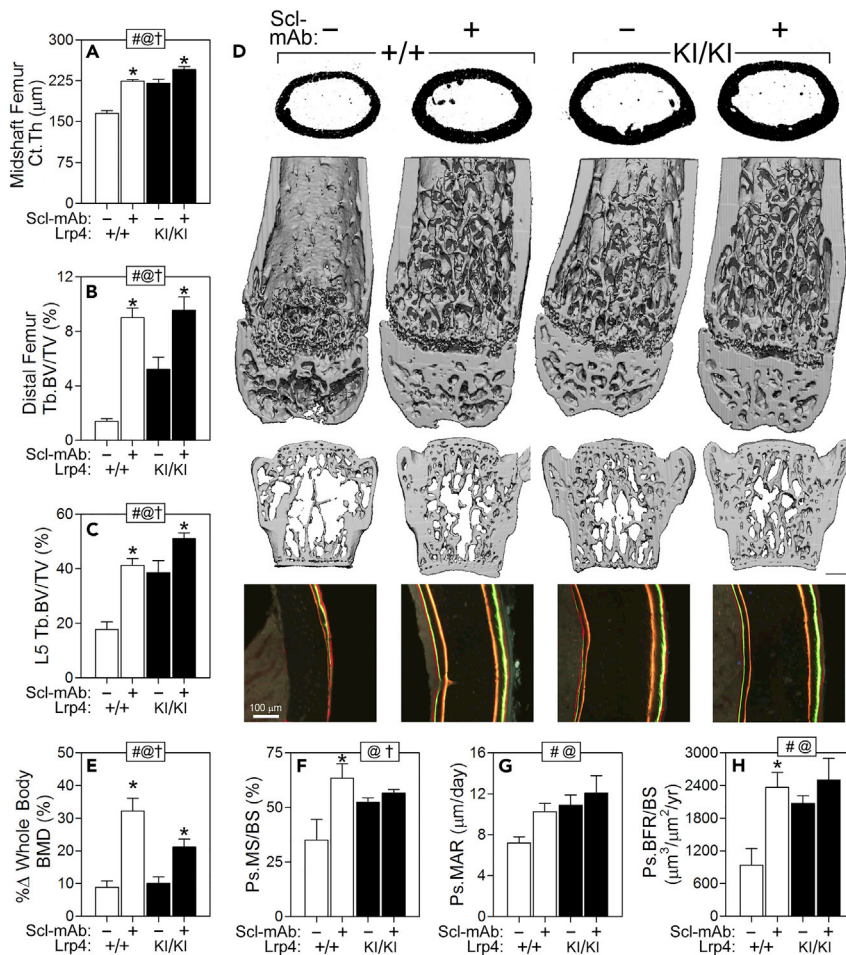 A
#@†
Midshaft Femur
Ct.Th (µm)
300
225
150
75
0
*
*
Scl-mAb: – + – +
Lrp4: +/+ KI/KI
B
#@†
Distal Femur
Tb.BV/TV (%)
12
8
4
0
*
*
Scl-mAb: – + – +
Lrp4: +/+ KI/KI
C
#@†
L5 Tb.BV/TV (%)
60
40
20
0
*
*
Scl-mAb: – + – +
Lrp4: +/+ KI/KI
D
Scl-
mAb: – + – +
+/+ KI/KI
100 µm
E
#@†
%Δ Whole Body
BMD (%)
50
40
30
20
10
0
*
*
Scl-mAb: – + – +
Lrp4: +/+ KI/KI
F
@ †
Ps.MS/BS (%)
75
50
25
0
*
Scl-mAb: – + – +
Lrp4: +/+ KI/KI
G
# @
Ps.MAR (µm/day)
16
12
8
4
0
Scl-mAb: – + – +
Lrp4: +/+ KI/KI
H
# @
Ps.BFR/BS
(µm³/µm²/yr)
3000
2400
1800
1200
600
0
*
Scl-mAb: – + – +
Lrp4: +/+ KI/KI